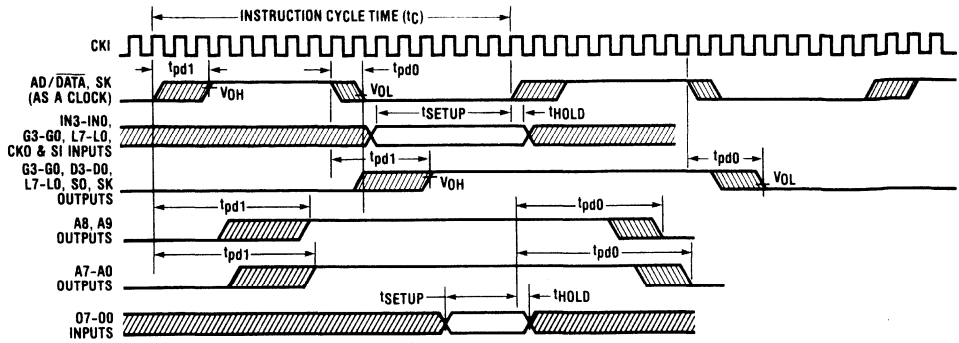 INSTRUCTION CYCLE TIME (tC)
CKI
tpd1
tpd0
AD/DATA, SK
(AS A CLOCK)
VOH
VOL
tSETUP
tHOLD
IN3-IN0,
G3-G0, L7-L0,
CKO & SI INPUTS
tpd1
tpd0
G3-G0, D3-D0,
L7-L0, SO, SK
OUTPUTS
VOH
VOL
tpd1
tpd0
A8, A9
OUTPUTS
tpd1
tpd0
A7-A0
OUTPUTS
tSETUP
tHOLD
07-00
INPUTS